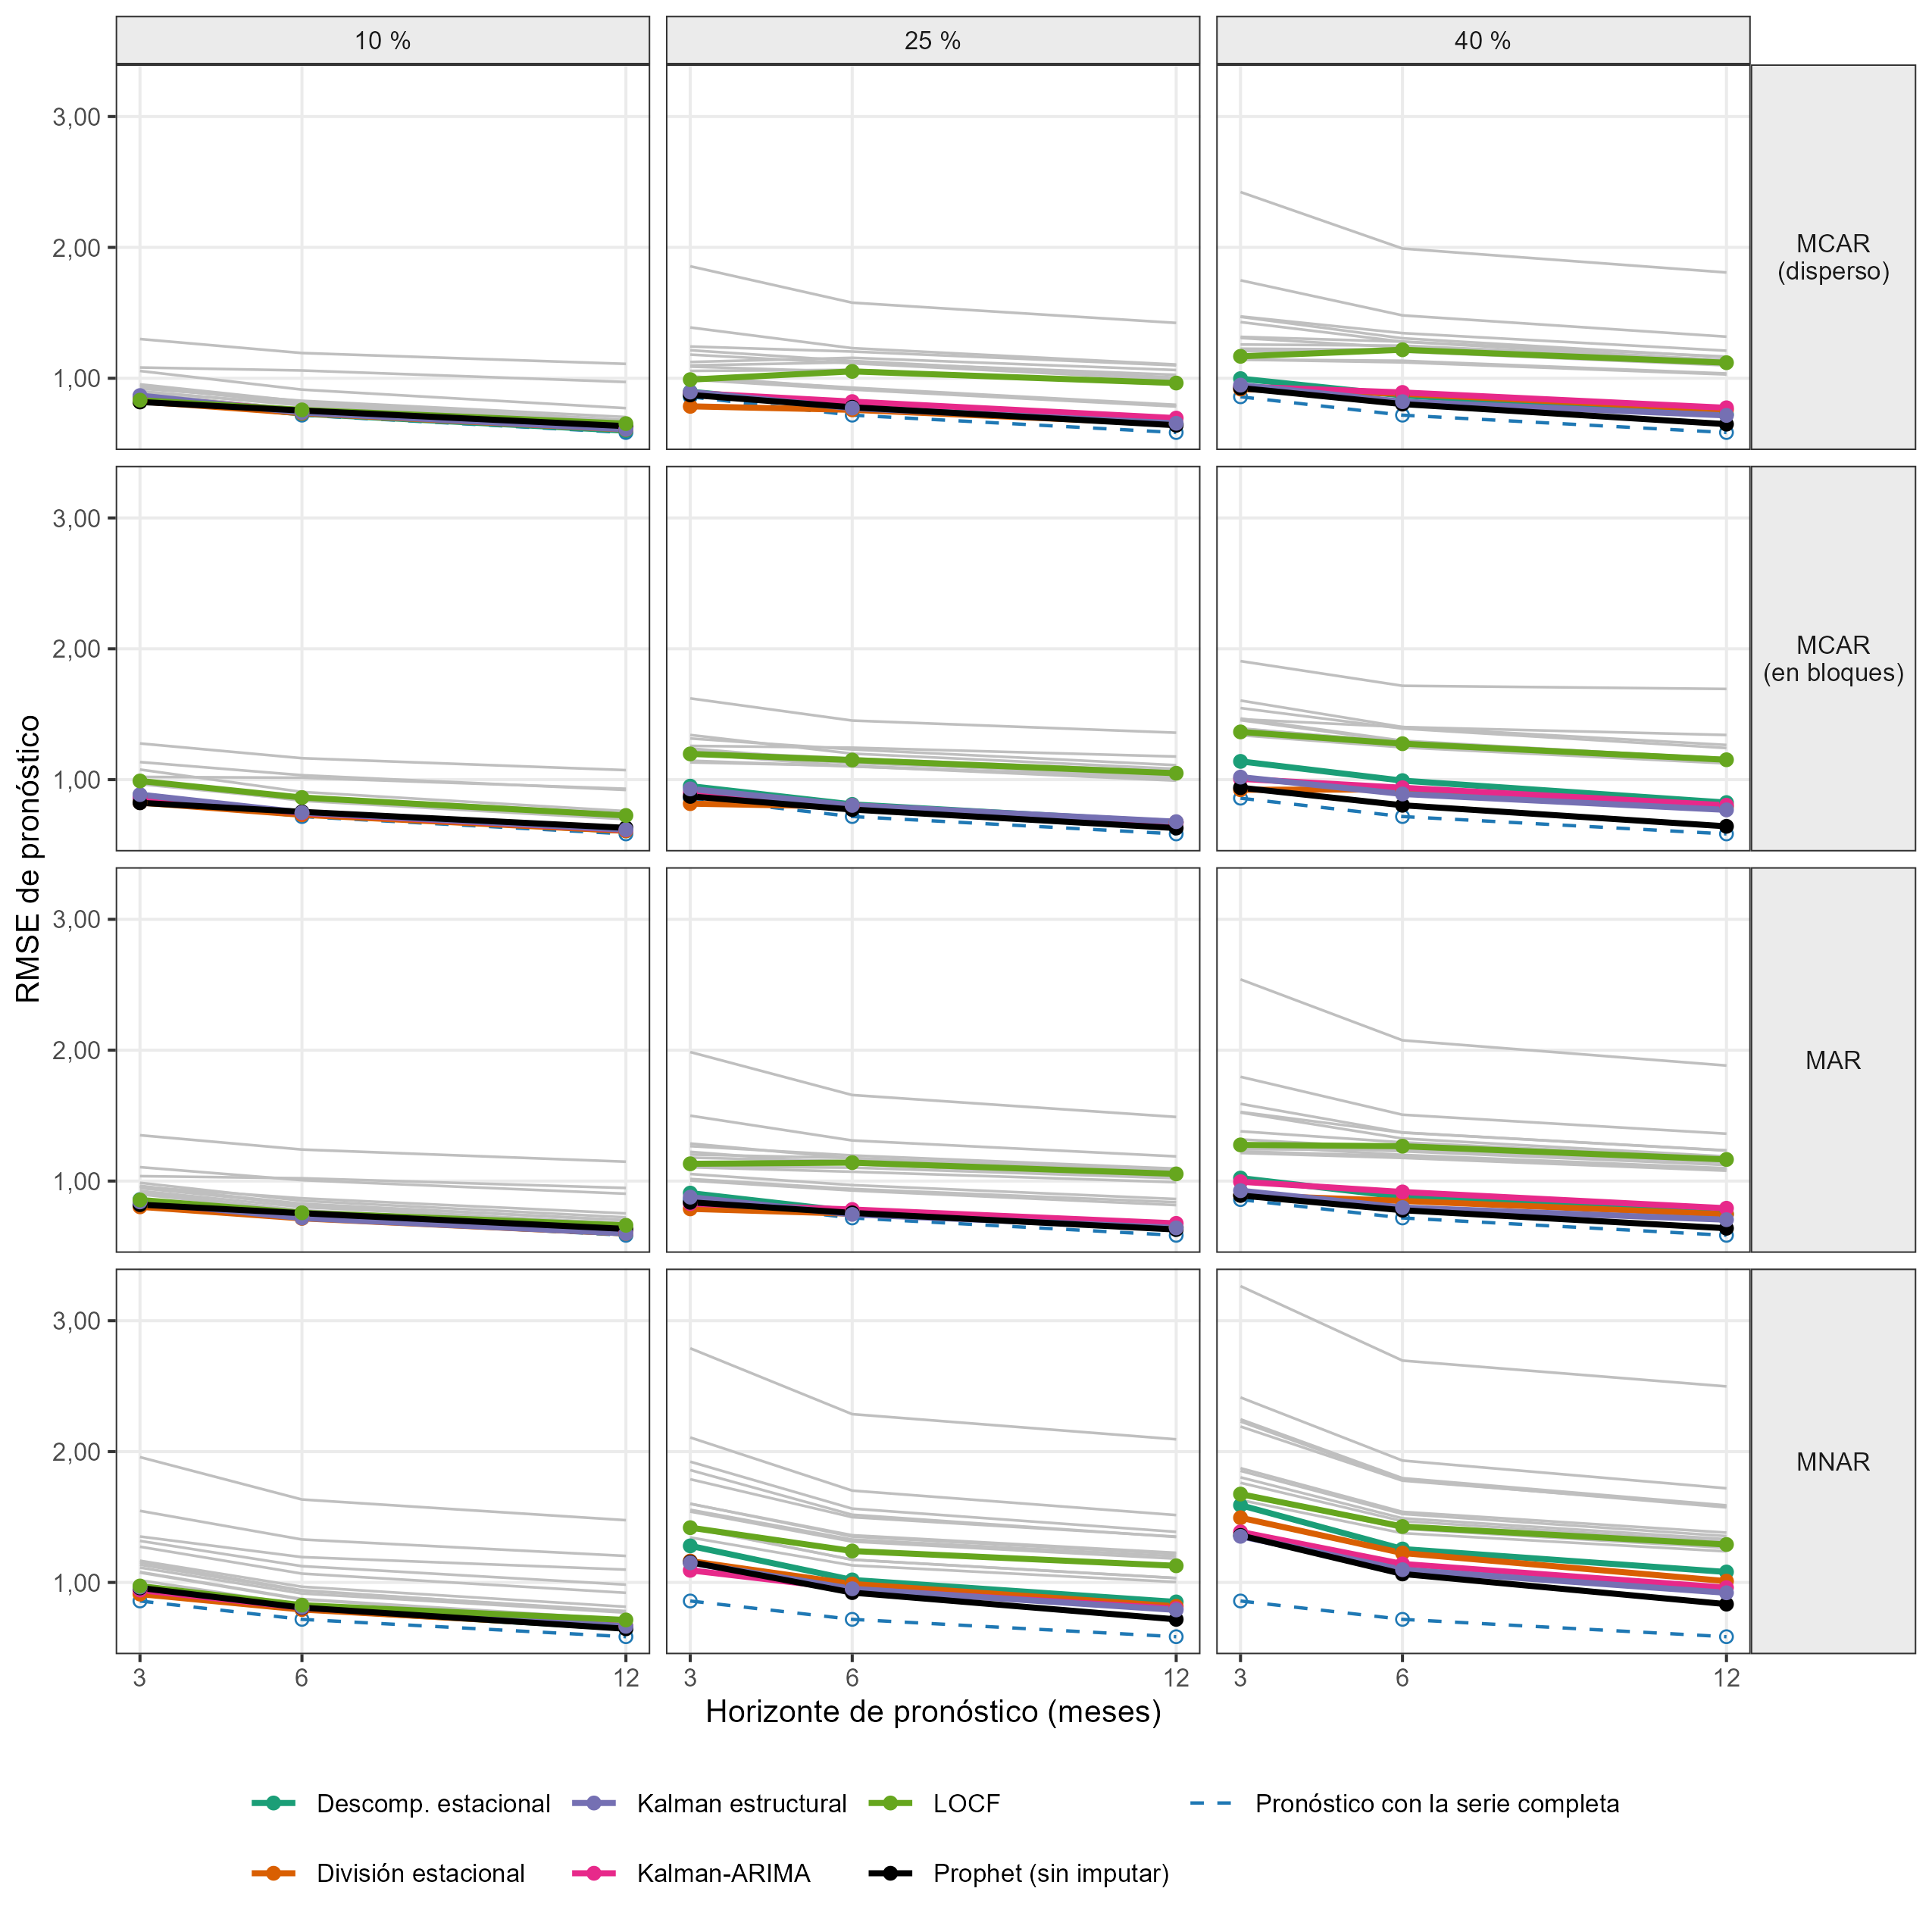 10 %
25 %
40 %
3,00
2,00
1,00
MCAR
(disperso)
3,00
2,00
1,00
MCAR
(en bloques)
RMSE de pronóstico
3,00
2,00
1,00
MAR
3,00
2,00
1,00
MNAR
3 6 12
3 6 12
3 6 12
Horizonte de pronóstico (meses)
Descomp. estacional
Kalman estructural
LOCF
Pronóstico con la serie completa
División estacional
Kalman-ARIMA
Prophet (sin imputar)